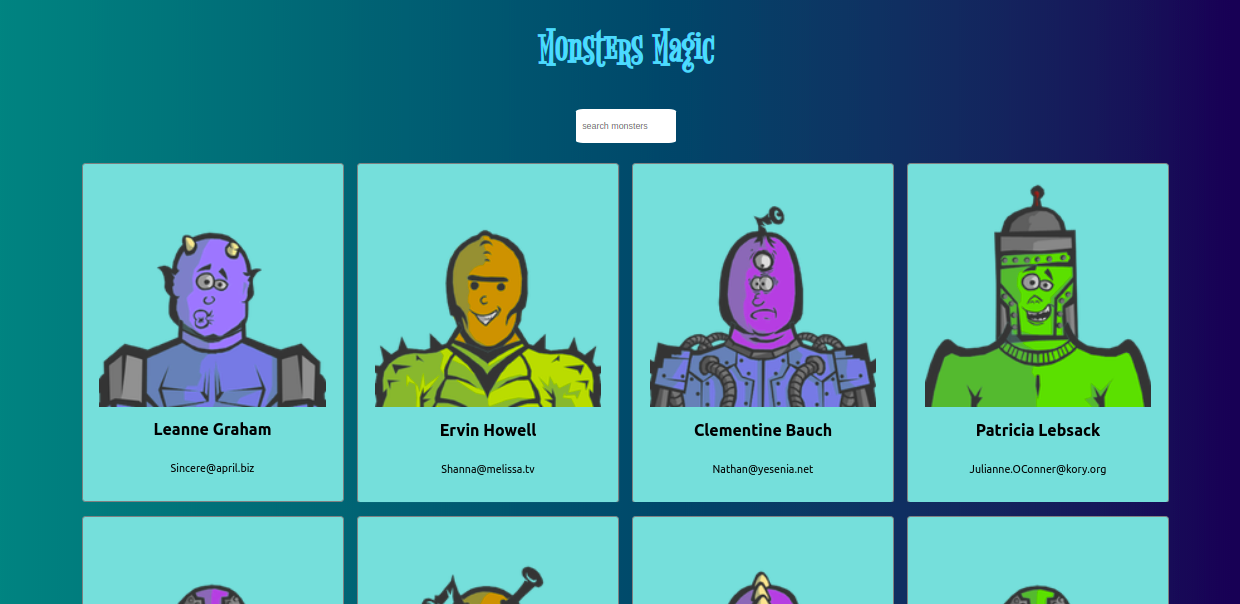 Monsters Magic
search monsters
Leanne Graham
Ervin Howell
Clementine Bauch
Patricia Lebsack
Sincere@april.biz
Shanna@melissa.tv
Nathan@yesenia.net
Julianne.OConner@kory.org